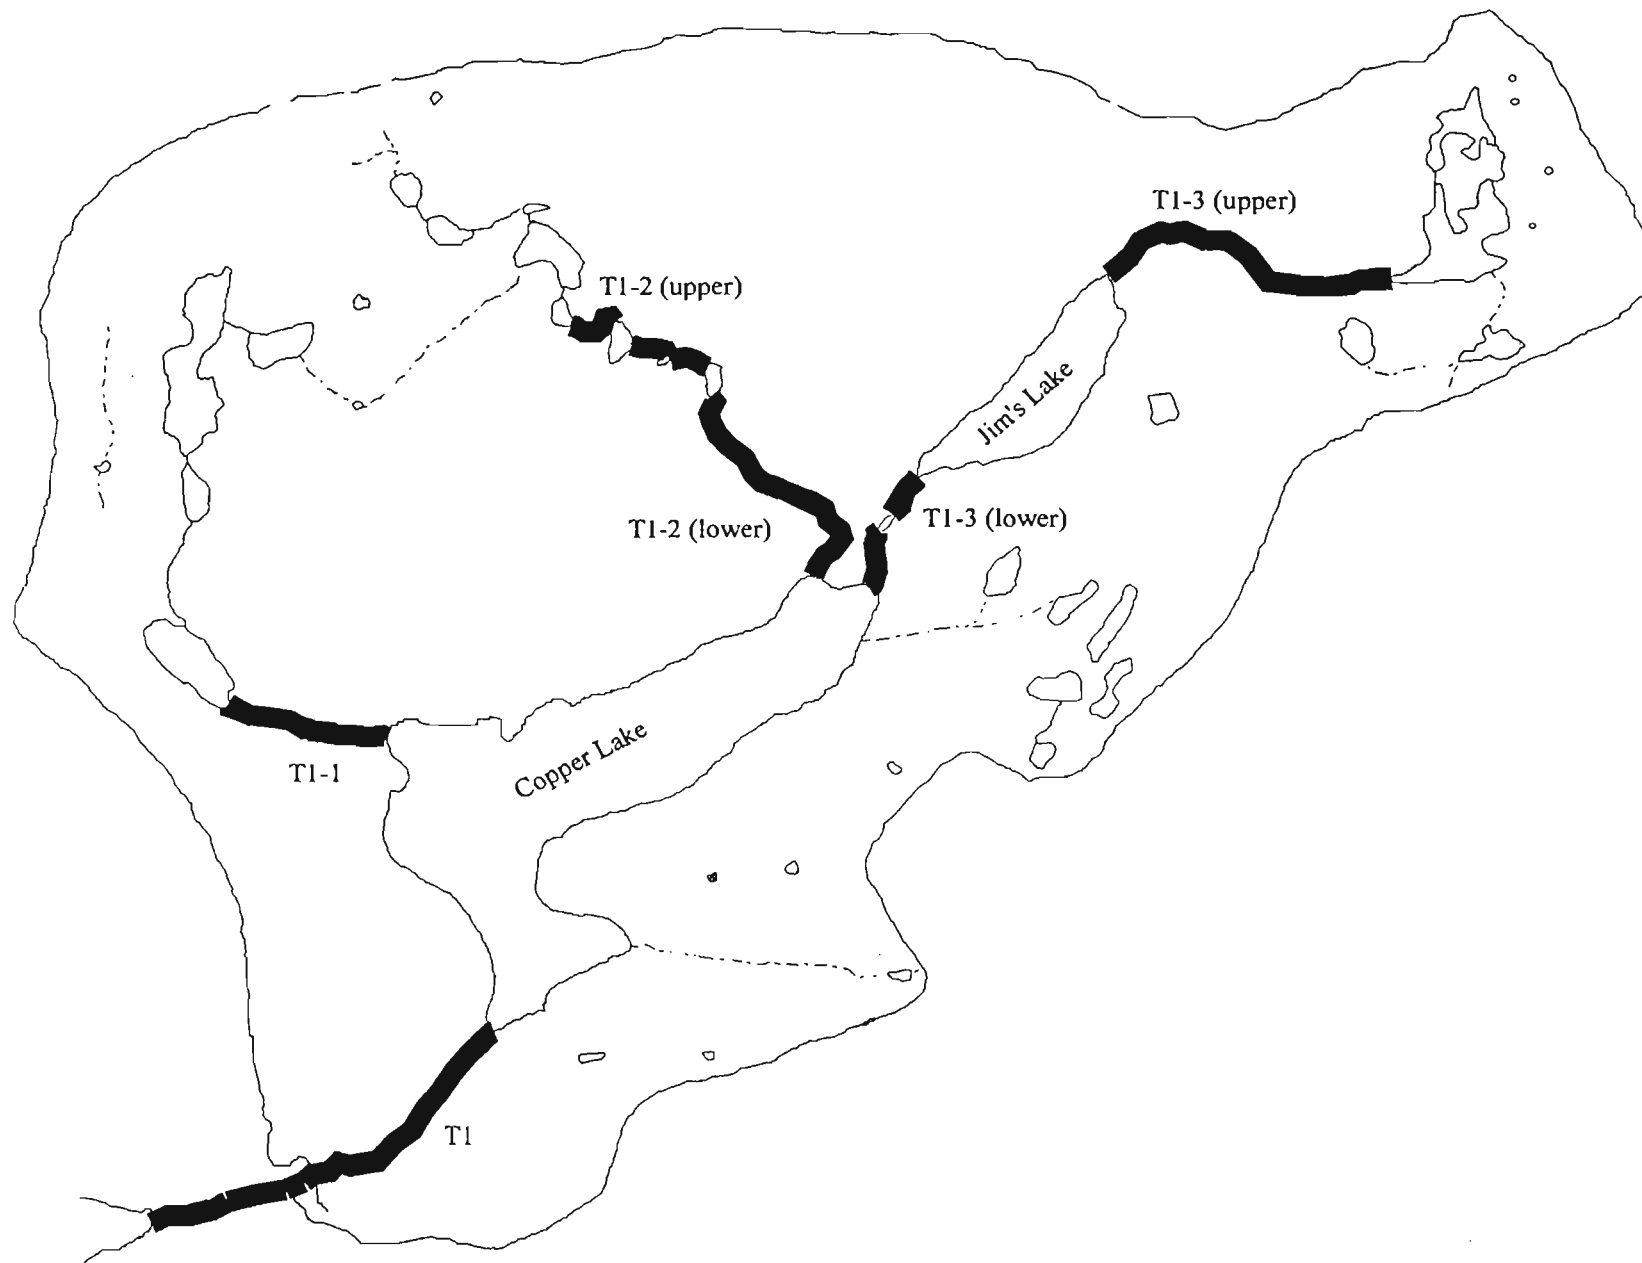 T1-3 (upper)
T1-2 (upper)
Jim's Lake
T1-2 (lower)
T1-3 (lower)
Copper Lake
T1-1
T1